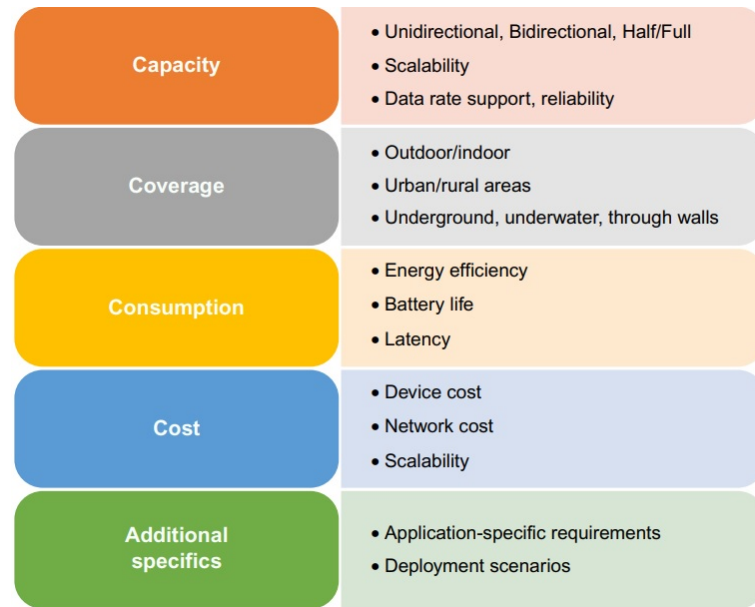 Capacity
• Unidirectional, Bidirectional, Half/Full
• Scalability
• Data rate support, reliability
Coverage
• Outdoor/indoor
• Urban/rural areas
• Underground, underwater, through walls
Consumption
• Energy efficiency
• Battery life
• Latency
Cost
• Device cost
• Network cost
• Scalability
Additional
specifics
• Application-specific requirements
• Deployment scenarios